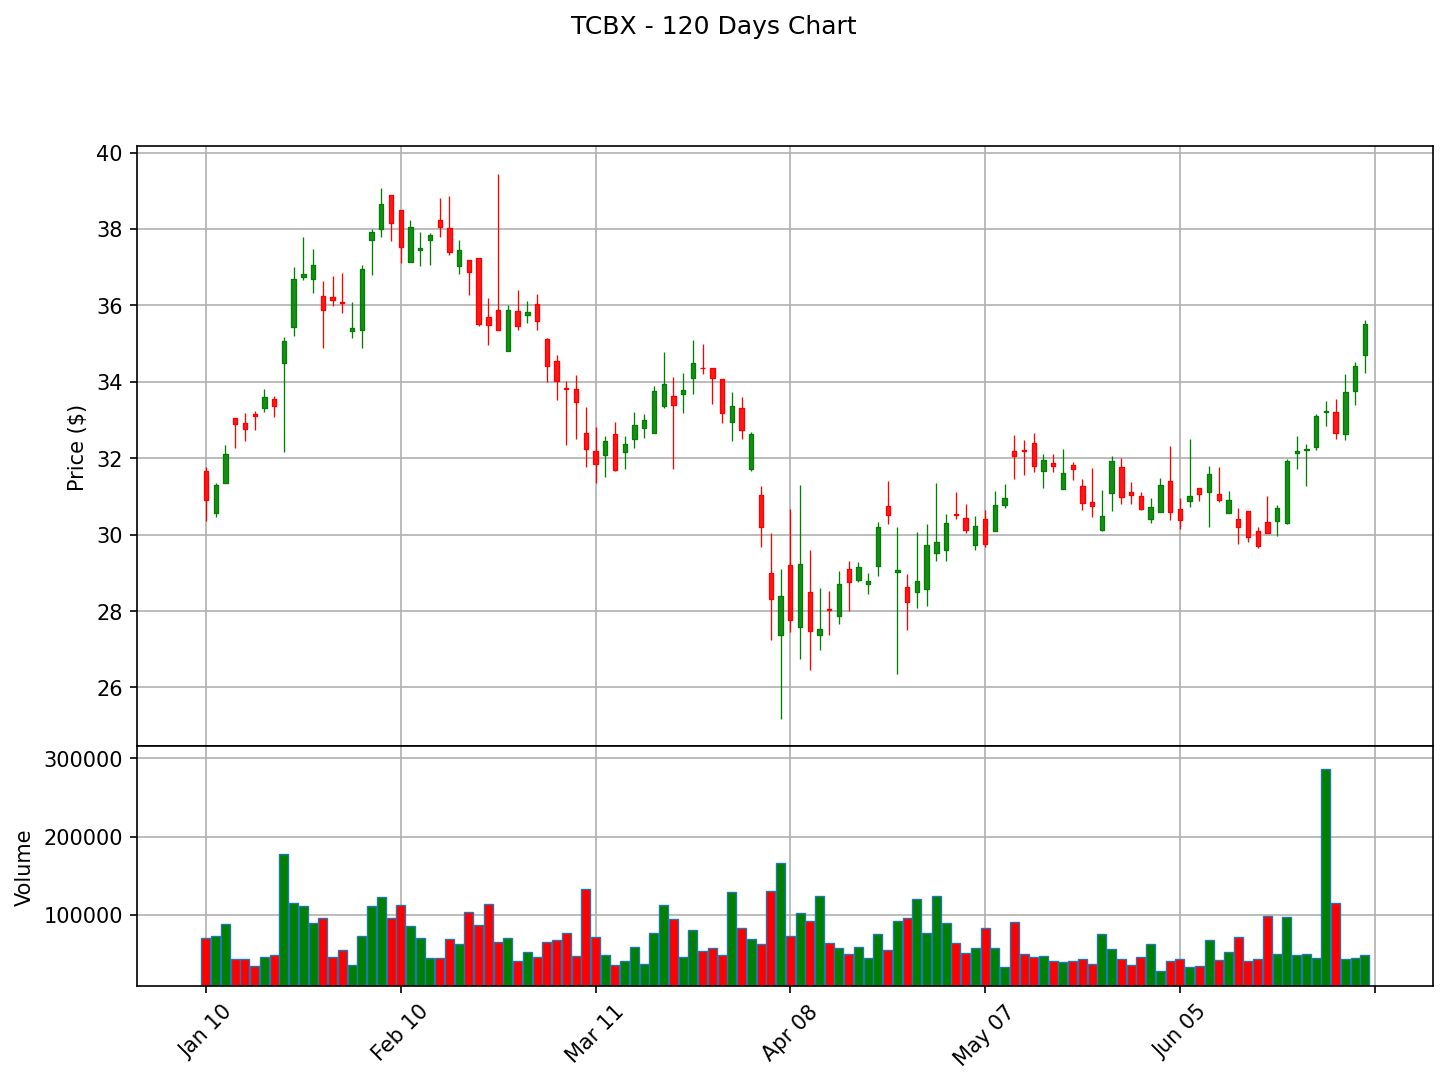 TCBX - 120 Days Chart
Price ($)
40
38
36
34
32
30
28
26
Volume
300000
200000
100000
Jan 10
Feb 10
Mar 11
Apr 08
May 07
Jun 05